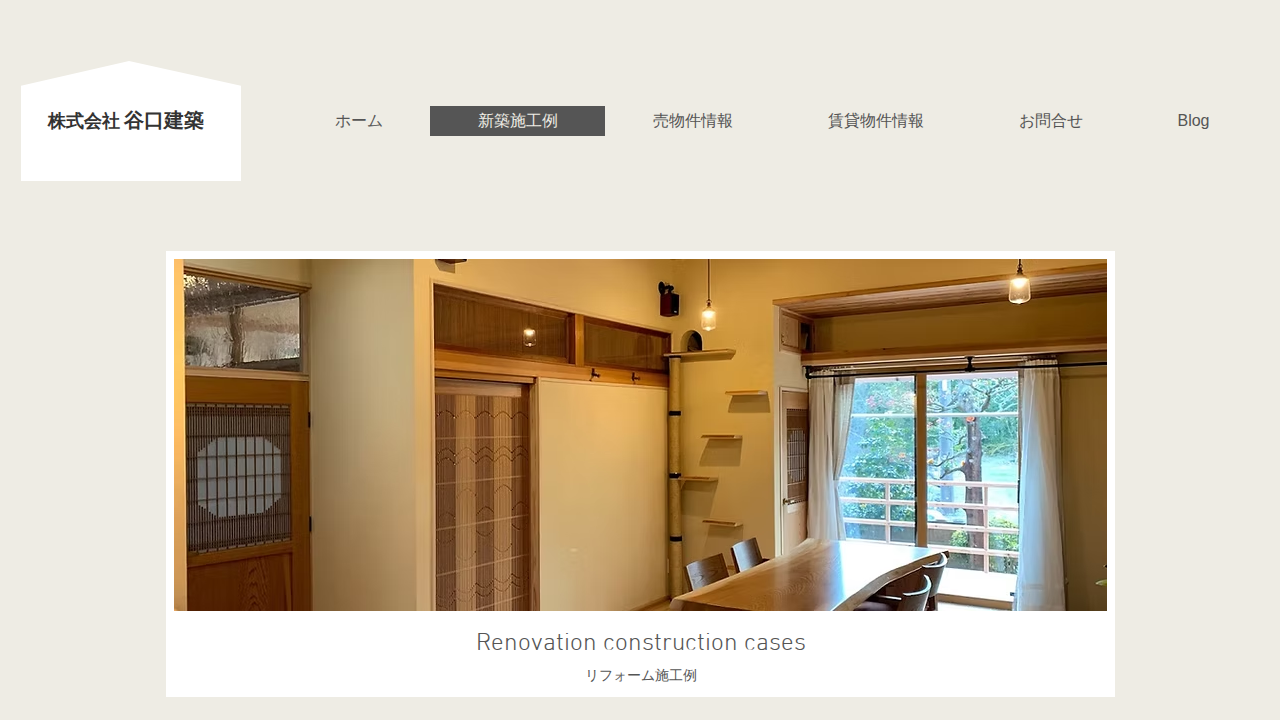 株式会社 谷口建築
ホーム
新築施工例
売物件情報
賃貸物件情報
お問合せ
Blog
Renovation construction cases
リフォーム施工例